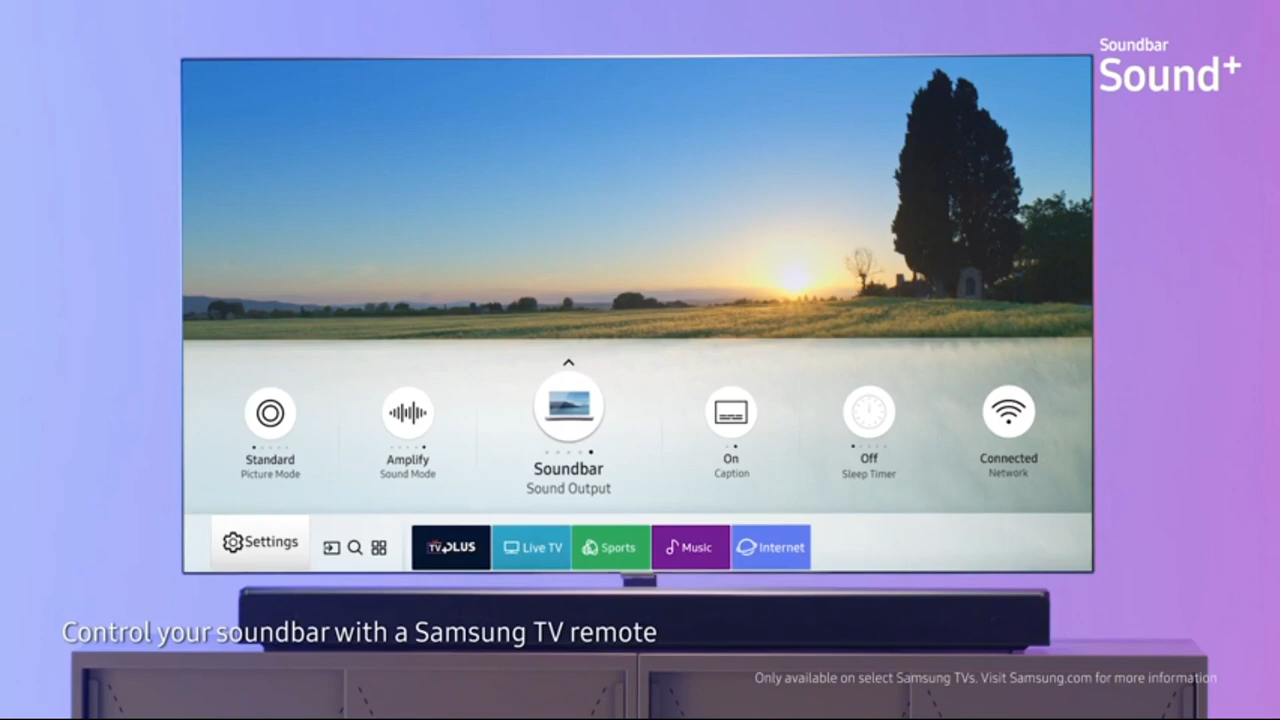 Soundbar
Sound+
Standard
Picture Mode
Amplify
Sound Mode
Soundbar
Sound Output
On
Caption
Off
Sleep Timer
Connected
Network
Settings
TV PLUS
Live TV
Sports
Music
Internet
Control your soundbar with a Samsung TV remote
Only available on select Samsung TVs. Visit Samsung.com for more information